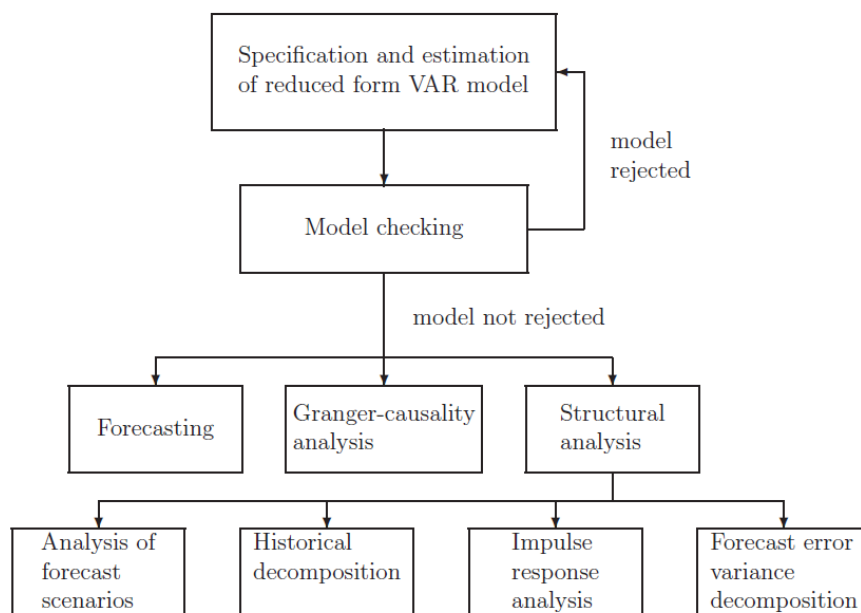 Specification and estimation
of reduced form VAR model
model
rejected
Model checking
model not rejected
Forecasting
Granger-causality
analysis
Structural
analysis
Analysis of
forecast
scenarios
Historical
decomposition
Impulse
response
analysis
Forecast error
variance
decomposition